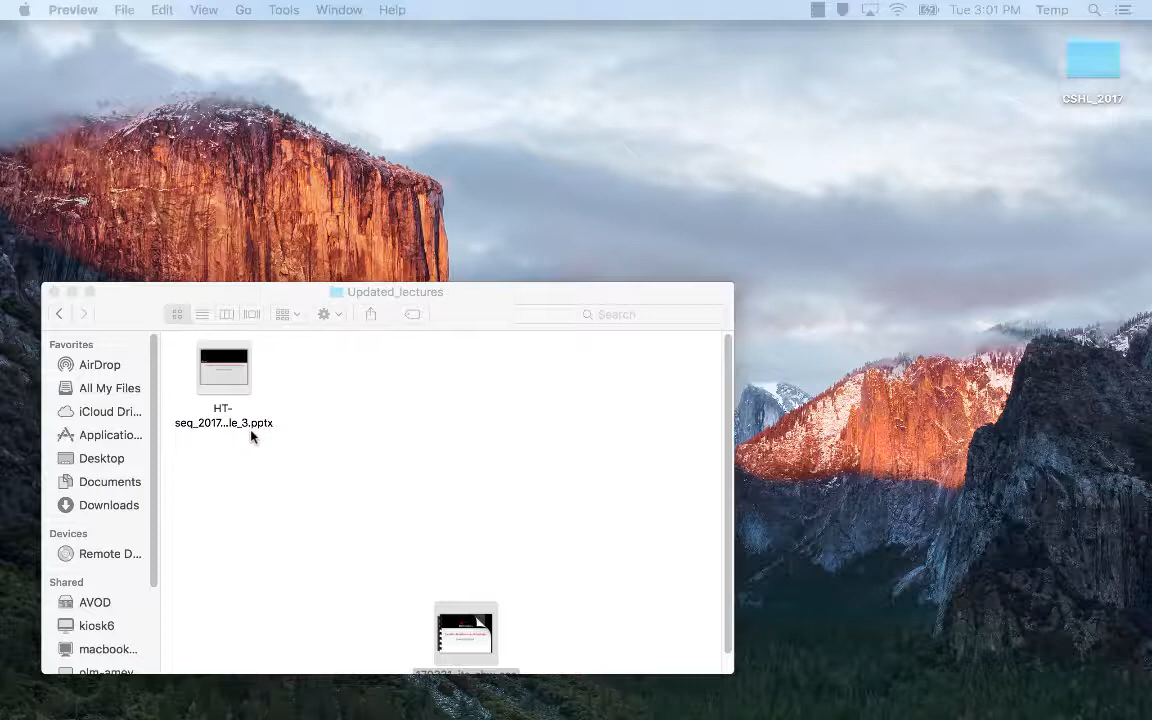 Preview File Edit View Go Tools Window Help Tue 3:01 PM Temp
CSHL_2017
Updated_lectures
Search
Favorites
AirDrop
All My Files
iCloud Dri...
Applicatio...
Desktop
Documents
Downloads
Devices
Remote D...
Shared
AVOD
kiosk6
macbook...
HT-
seq_2017...le_3.pptx